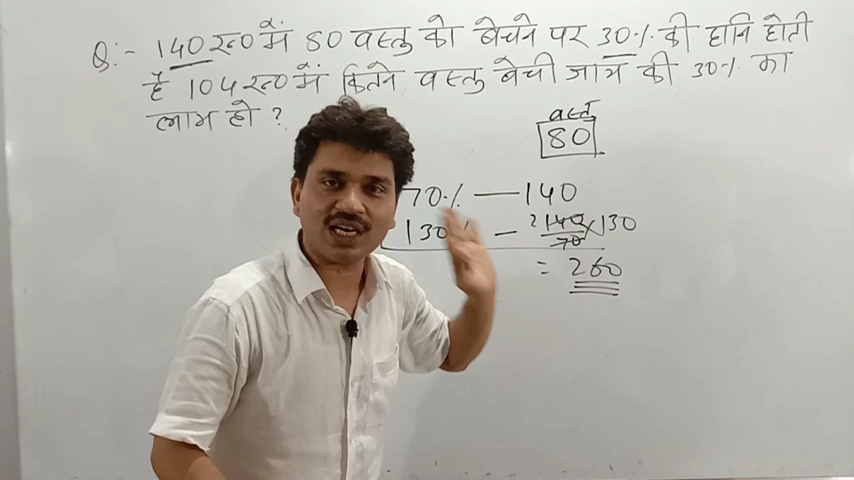 Q:- 140 रू० में 80 वस्तु को बेचने पर 30% की हानि होती
है 104 रू० में कितने वस्तु बेची जाय की 30% का
लाभ हो ?
वस्तु
80
70% — 140
130% — 2 140/70 × 130
= 260